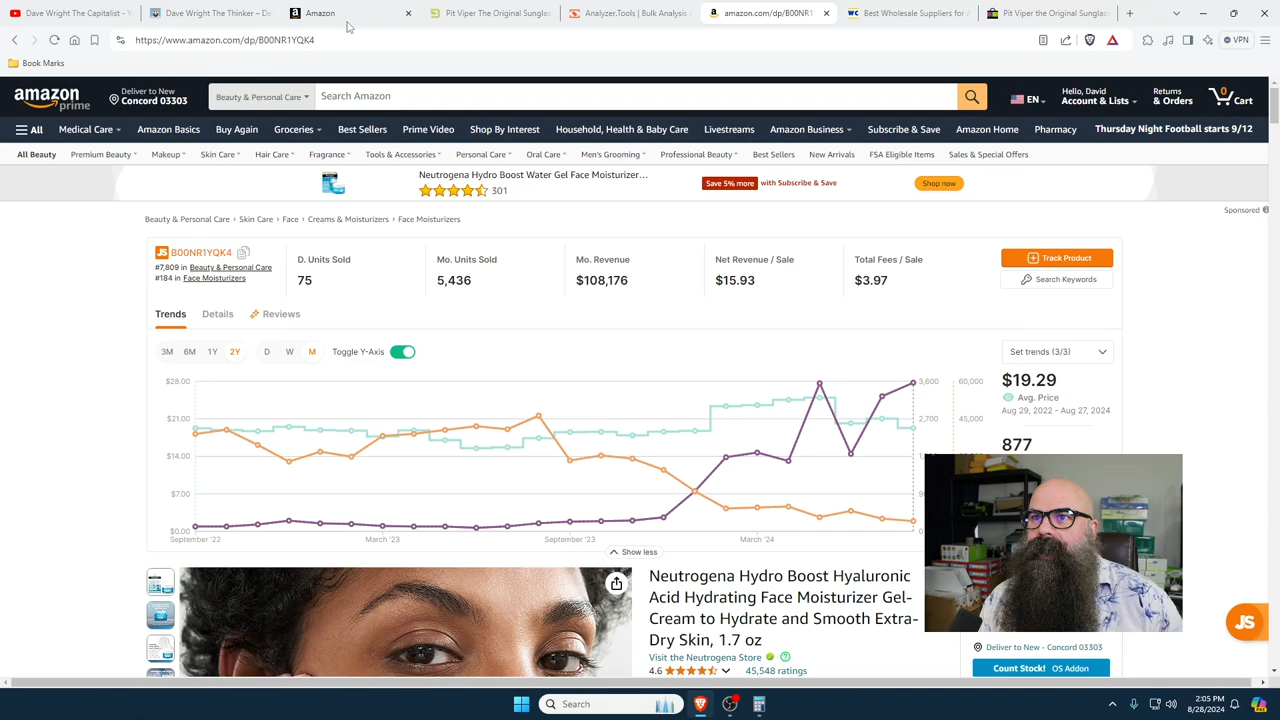 Dave Wright The Capitalist - Y
Dave Wright The Thinker – Da
Amazon
Pit Viper The Original Sunglas
Analyzer.Tools | Bulk Analysis
amazon.com/dp/B00NR1
Best Wholesale Suppliers for A
Pit Viper the Original Sunglas
https://www.amazon.com/dp/B00NR1YQK4
VPN
Book Marks
amazon prime
Deliver to New
Concord 03303
Beauty & Personal Care
Search Amazon
EN
Hello, David
Account & Lists
Returns
& Orders
0
Cart
All
Medical Care
Amazon Basics
Buy Again
Groceries
Best Sellers
Prime Video
Shop By Interest
Household, Health & Baby Care
Livestreams
Amazon Business
Subscribe & Save
Amazon Home
Pharmacy
Thursday Night Football starts 9/12
All Beauty
Premium Beauty
Makeup
Skin Care
Hair Care
Fragrance
Tools & Accessories
Personal Care
Oral Care
Men's Grooming
Professional Beauty
Best Sellers
New Arrivals
FSA Eligible Items
Sales & Special Offers
Neutrogena Hydro Boost Water Gel Face Moisturizer...
301
Save 5% more with Subscribe & Save
Shop now
Sponsored
Beauty & Personal Care › Skin Care › Face › Creams & Moisturizers › Face Moisturizers
JS B00NR1YQK4
#7,809 in Beauty & Personal Care
#184 in Face Moisturizers
D. Units Sold
75
Mo. Units Sold
5,436
Mo. Revenue
$108,176
Net Revenue / Sale
$15.93
Total Fees / Sale
$3.97
Track Product
Search Keywords
Trends
Details
Reviews
3M 6M 1Y 2Y
D W M
Toggle Y-Axis
Set trends (3/3)
$28.00
$21.00
$14.00
$7.00
$0.00
3,600
2,700
60,000
45,000
September '22
March '23
September '23
March '24
$19.29
Avg. Price
Aug 29, 2022 - Aug 27, 2024
877
Show less
Neutrogena Hydro Boost Hyaluronic
Acid Hydrating Face Moisturizer Gel-
Cream to Hydrate and Smooth Extra-
Dry Skin, 1.7 oz
Visit the Neutrogena Store
4.6
45,548 ratings
Deliver to New - Concord 03303
Count Stock! OS Addon
JS
Search
2:05 PM
8/28/2024